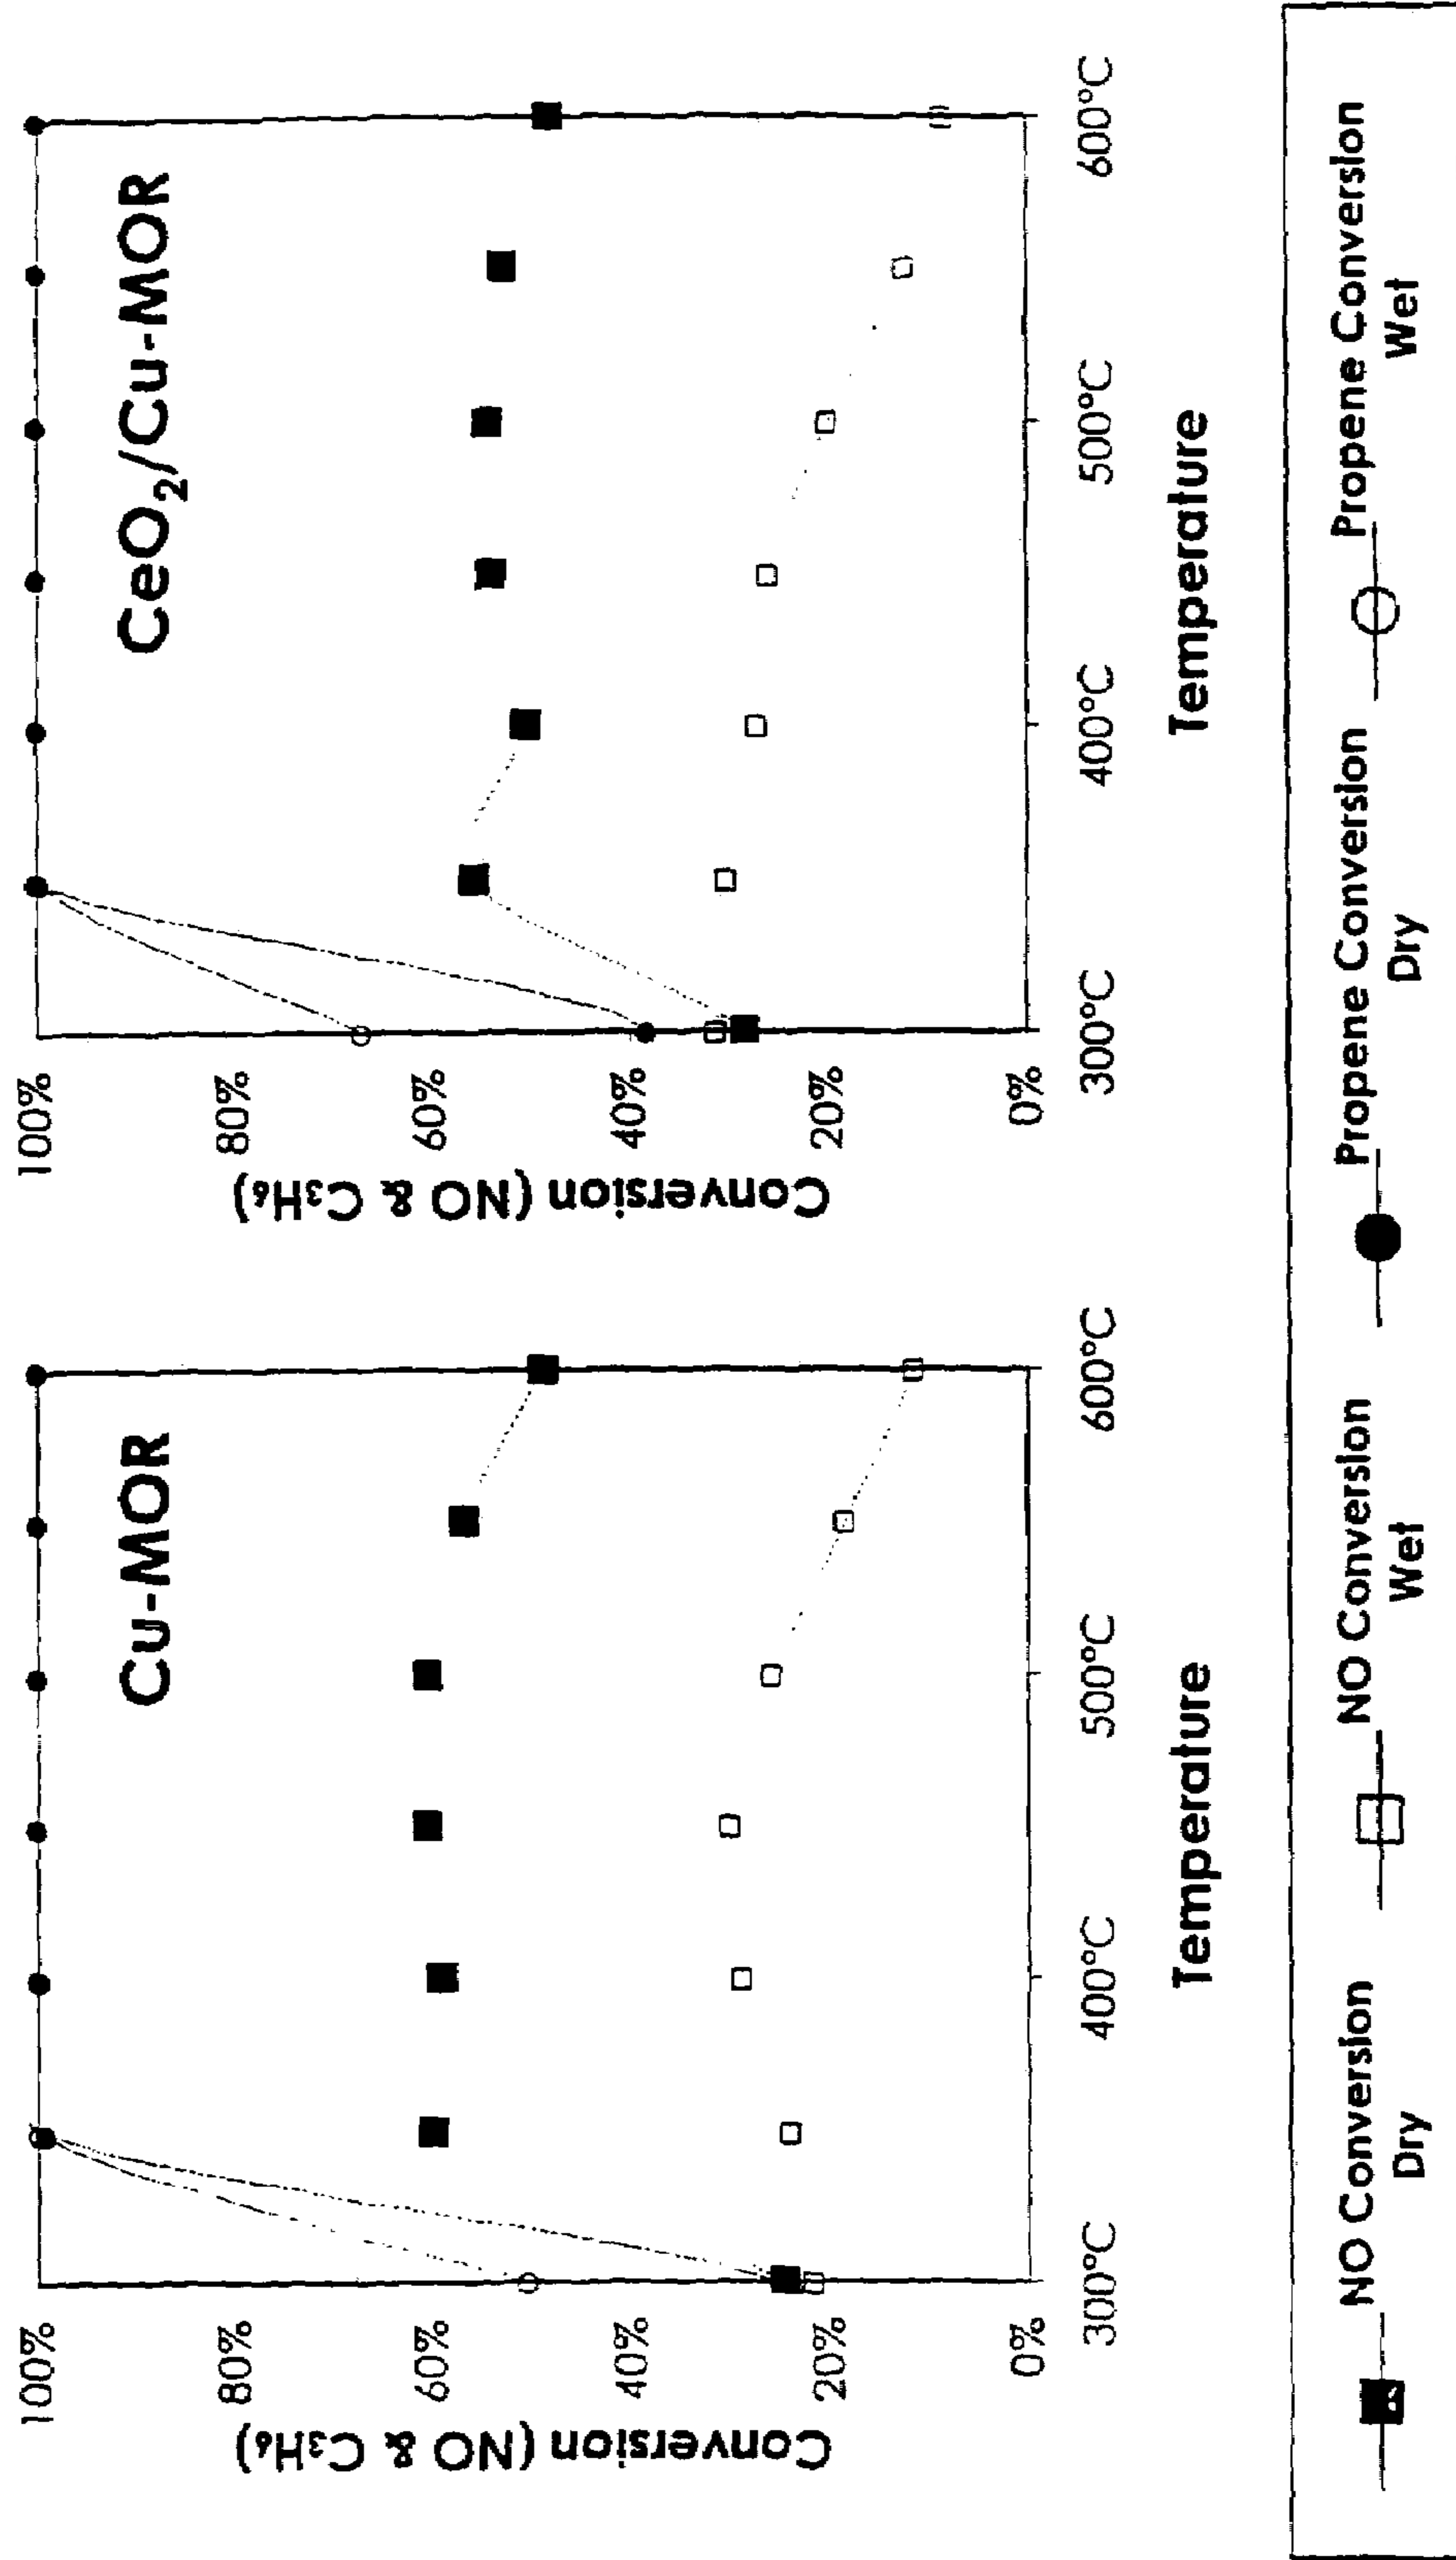 Cu-MOR
100%
80%
60%
40%
20%
0%
Conversion (NO & C₃H₆)
300°C
400°C
500°C
600°C
Temperature
CeO₂/Cu-MOR
100%
80%
60%
40%
20%
0%
Conversion (NO & C₃H₆)
300°C
400°C
500°C
600°C
Temperature
NO Conversion
Dry
NO Conversion
Wet
Propene Conversion
Dry
Propene Conversion
Wet